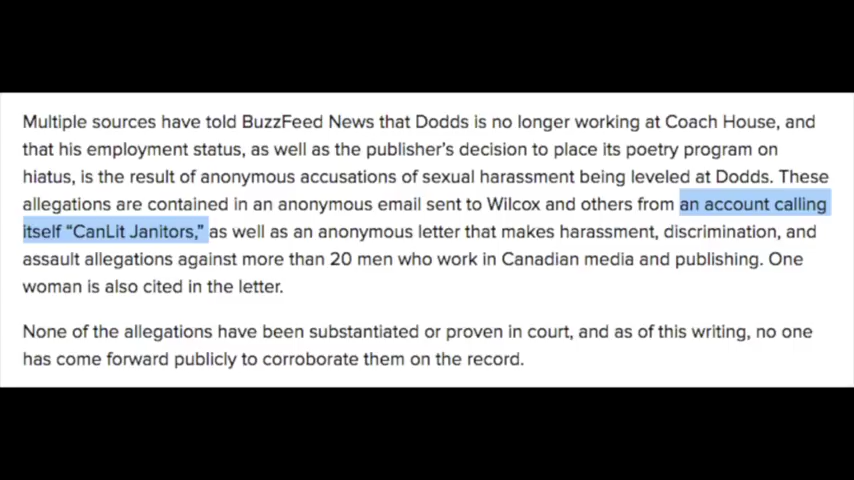 Multiple sources have told BuzzFeed News that Dodds is no longer working at Coach House, and
that his employment status, as well as the publisher's decision to place its poetry program on
hiatus, is the result of anonymous accusations of sexual harassment being leveled at Dodds. These
allegations are contained in an anonymous email sent to Wilcox and others from an account calling
itself “CanLit Janitors,” as well as an anonymous letter that makes harassment, discrimination, and
assault allegations against more than 20 men who work in Canadian media and publishing. One
woman is also cited in the letter.
None of the allegations have been substantiated or proven in court, and as of this writing, no one
has come forward publicly to corroborate them on the record.